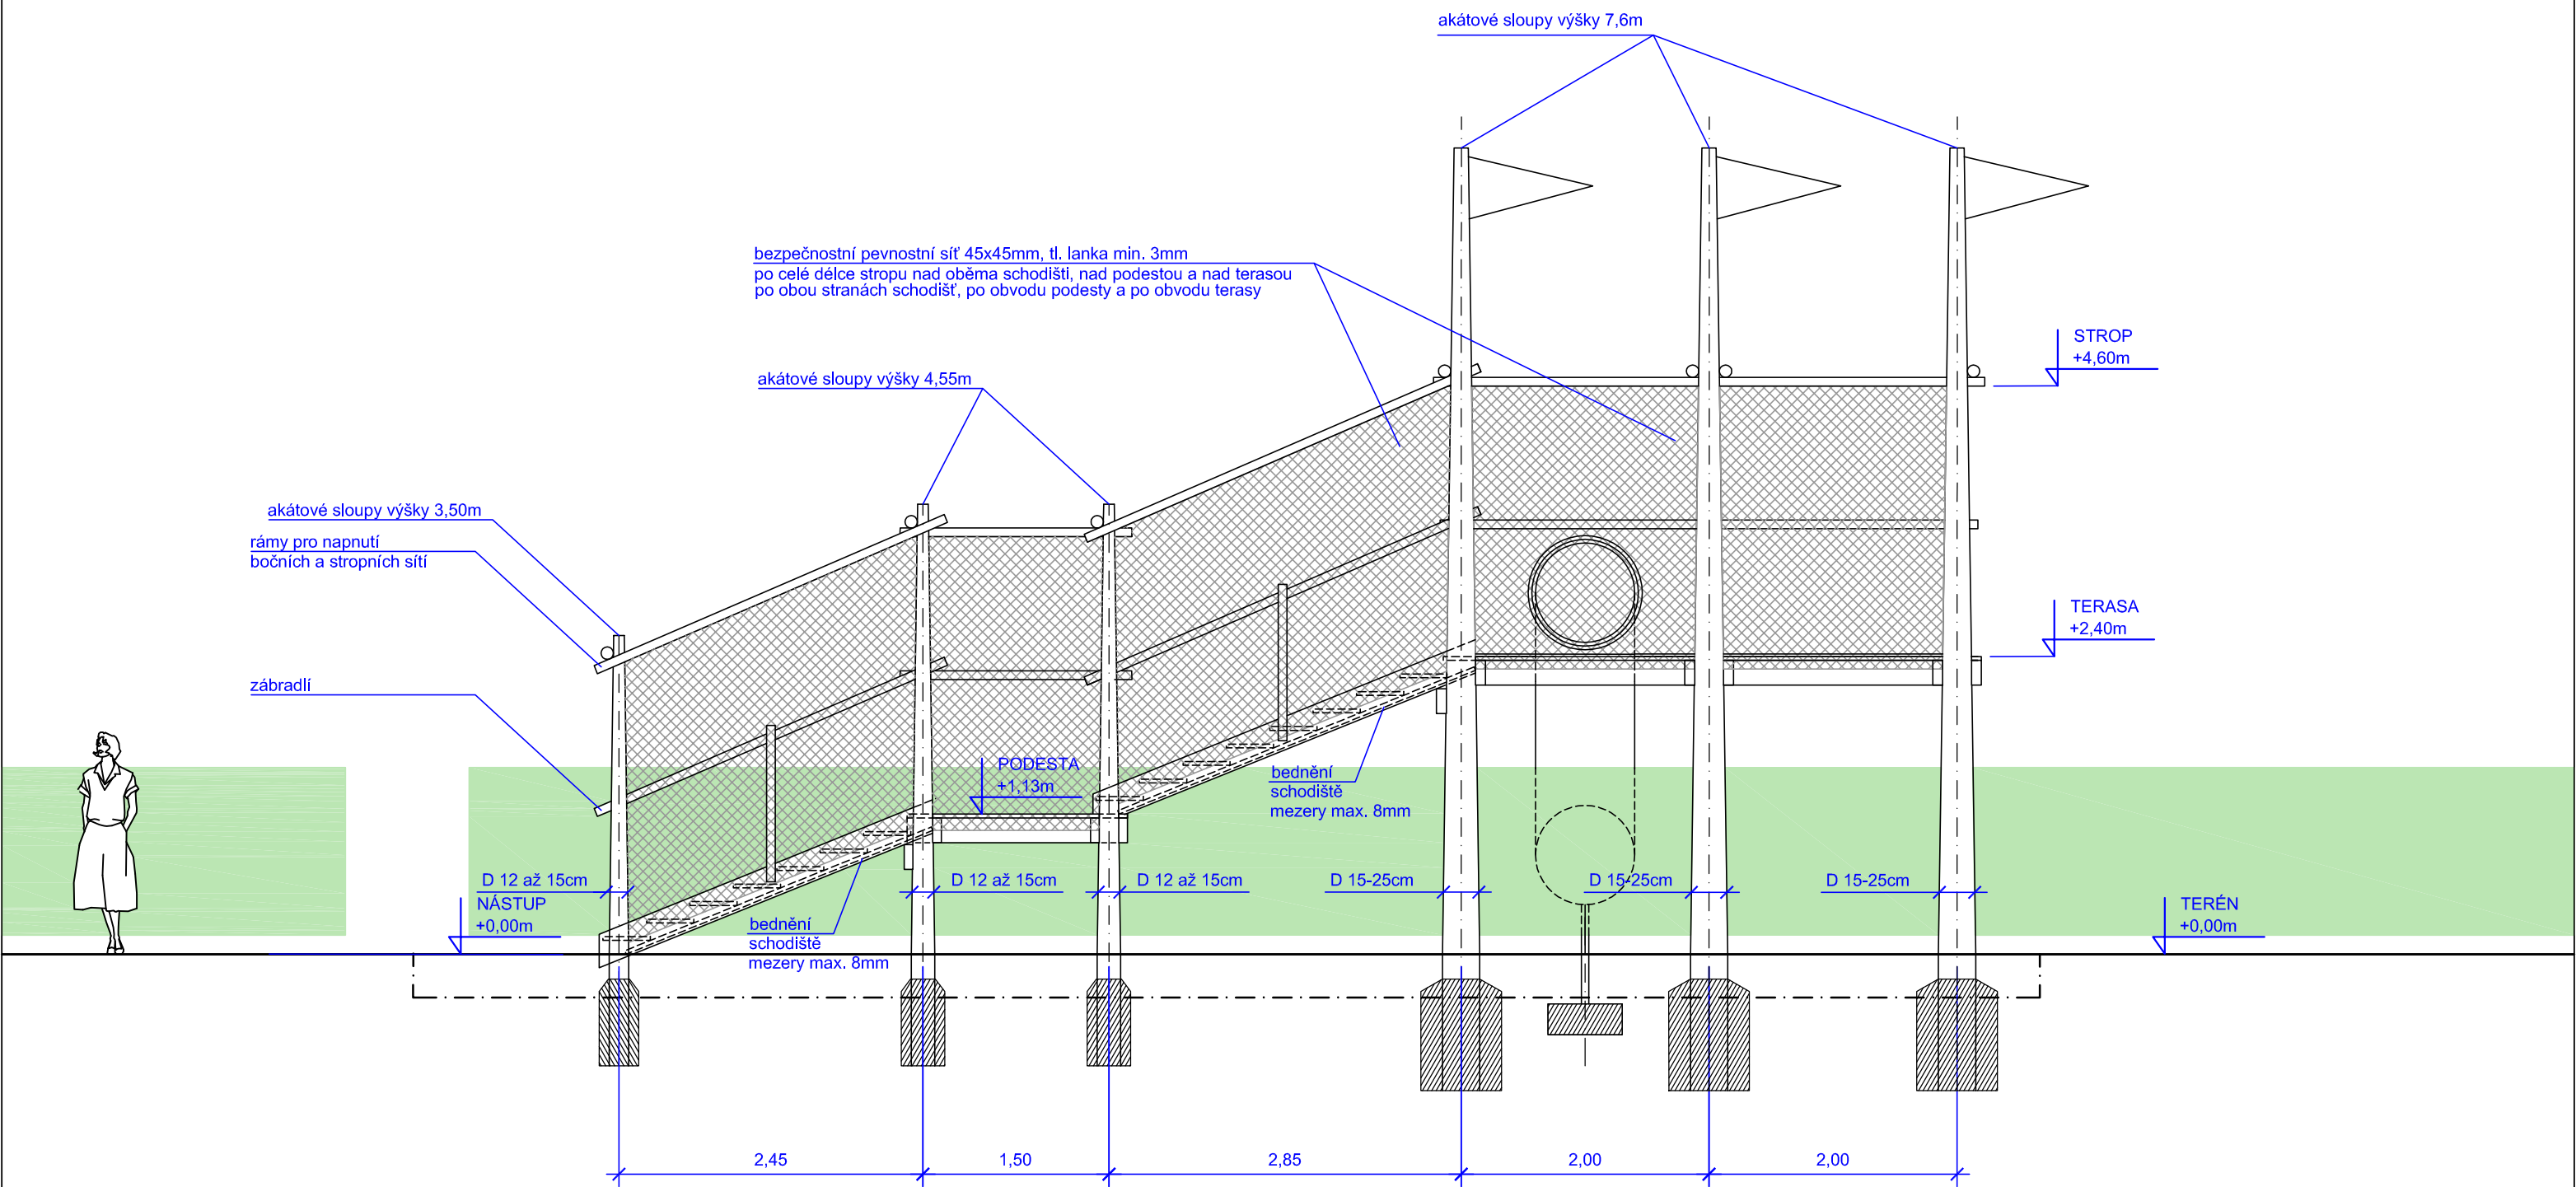 akátové sloupy výšky 7,6m
bezpečnostní pevnostní síť 45x45mm, tl. lanka min. 3mm
po celé délce stropu nad oběma schodišti, nad podestou a nad terasou
po obou stranách schodišť, po obvodu podesty a po obvodu terasy
STROP
+4,60m
akátové sloupy výšky 4,55m
akátové sloupy výšky 3,50m
rámy pro napnutí
bočních a stropních sítí
TERASA
+2,40m
zábradlí
PODESTA
+1,13m
bednění
schodiště
mezery max. 8mm
D 12 až 15cm
D 12 až 15cm
D 12 až 15cm
D 15-25cm
D 15-25cm
D 15-25cm
NÁSTUP
+0,00m
TERÉN
+0,00m
bednění
schodiště
mezery max. 8mm
2,45
1,50
2,85
2,00
2,00